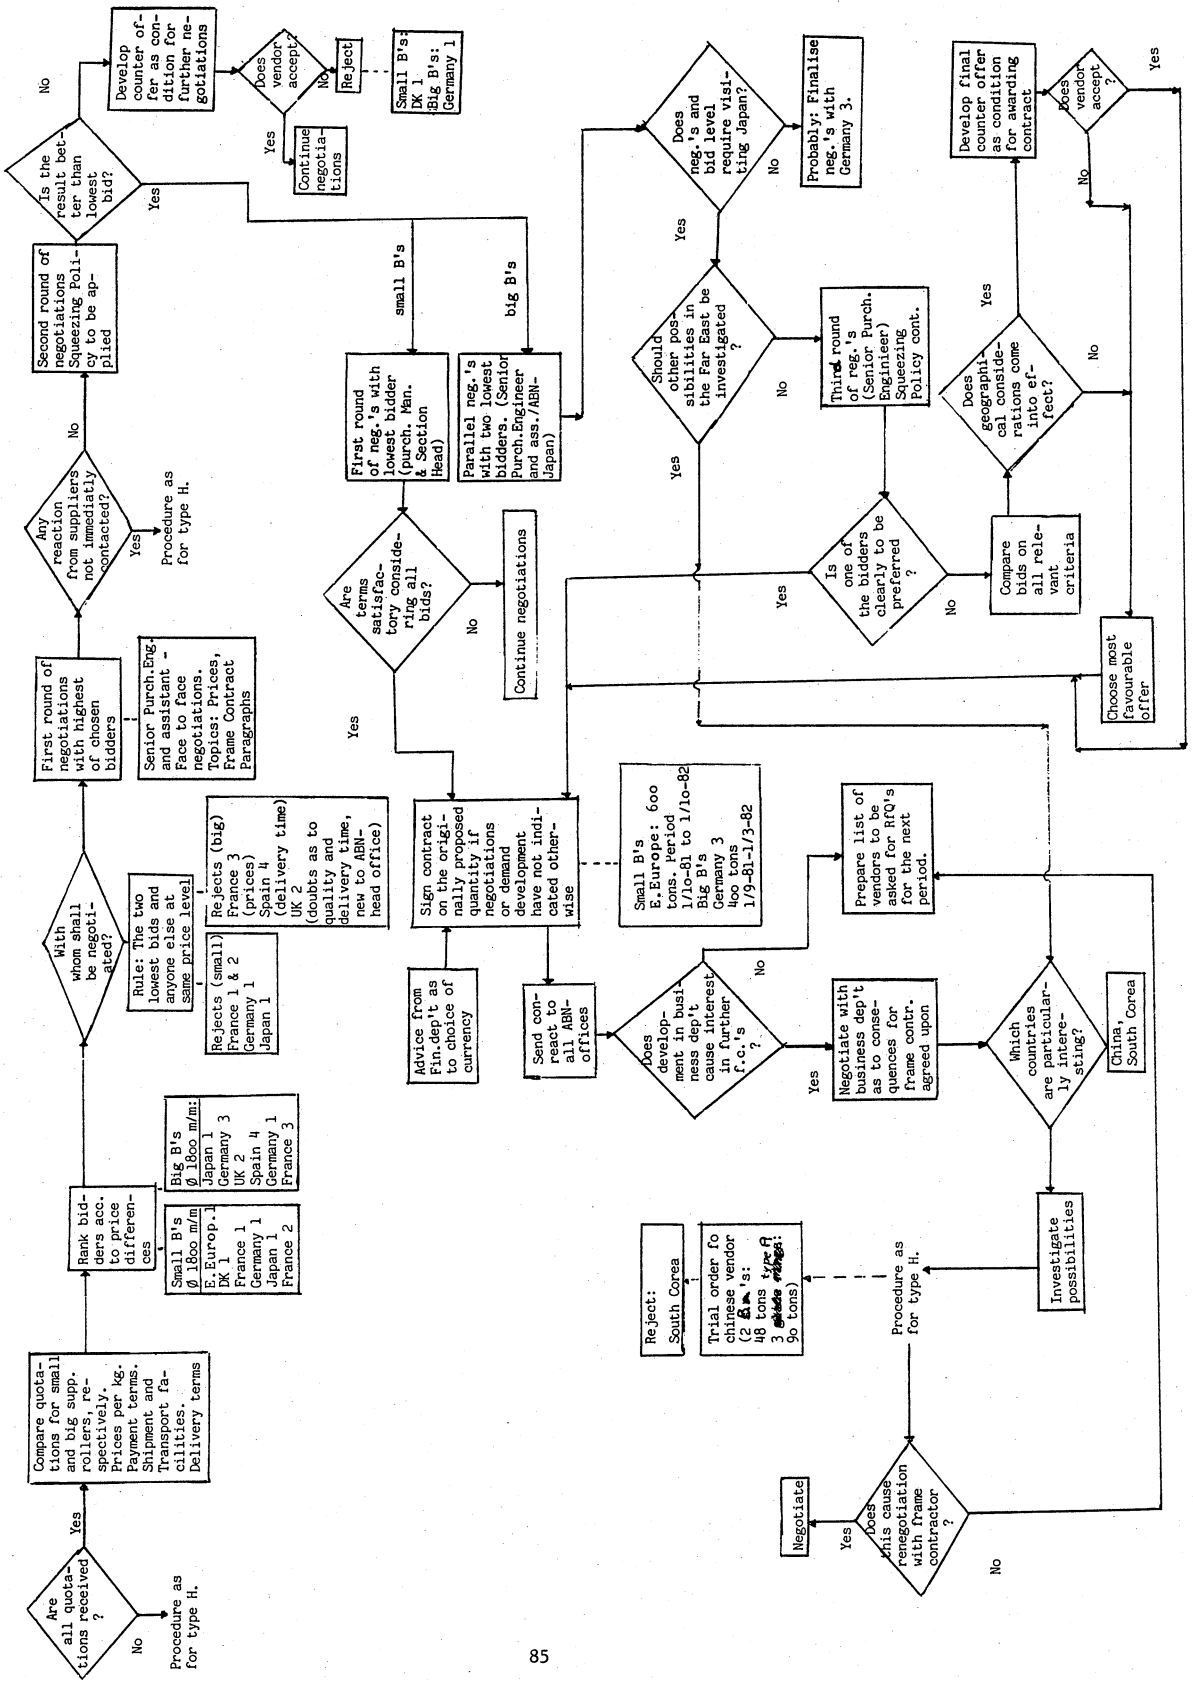 Are
all quota-
tions received
?
No
Procedure as
for type H.
Yes
Compare quota-
tions for small
and big supp.
rollers, re-
spectively.
Prices per kg.
Payment terms.
Shipment and
Transport fa-
cilities.
Delivery terms
Rank bid-
ders acc.
to price
differen-
ces
Small B's
Ø 1800 m/m
E.Europ.1
DK 1
France 1
Germany 1
Japan 1
France 2
Big B's
Ø 1800 m/m:
Japan 1
Germany 3
UK 2
Spain 4
Germany 1
France 3
With
whom shall
be negoti-
ated?
Rule: The two
lowest bids and
anyone else at
same price level
Rejects (small)
France 1 & 2
Germany 1
Japan 1
Rejects (big)
France 3
(prices)
Spain 4
(delivery time)
UK 2
(doubts as to
quality and
delivery time,
new to ABN-
head office)
First round of
negotiations
with highest
of chosen
bidders
Senior Purch.Eng.
and assistant -
Face to face
negotiations.
Topics: Prices,
Frame Contract
Paragraphs
Any
reaction
from suppliers
not immediatly
contacted?
Yes
Procedure as
for type H.
No
Second round of
negotiations
Squeezing Poli-
cy to be ap-
plied
Is the
result bet-
ter than
lowest
bid?
No
Yes
Develop
counter of-
fer as con-
dition for
further ne-
gotiations
Does
vendor
accept?
Yes
No
Continue
negotia-
tions
Reject
Small B's:
DK 1
Big B's:
Germany 1
small B's
big B's
First round
of neg.'s with
lowest bidder
(purch. Man.
& Section
Head)
Parallel neg.'s
with two lowest
bidders. (Senior
Purch.Engineer
and ass./ABN-
Japan)
Are
terms
satisfac-
tory conside-
ring all
bids?
No
Continue negotiations
Yes
Sign contract
on the origi-
nally proposed
quantity if
negotiations
or demand
development
have not indi-
cated other-
wise
Small B's
E.Europe: 600
tons. Period
1/10-81 to 1/10-82
Big B's
Germany 3
400 tons
1/9-81-1/3-82
Advice from
Fin.dep't as
to choice of
currency
Send con-
react to
all ABN-
offices
Does
develop-
ment in busi-
ness dep't
cause interest
in further
f.c.'s
?
No
Yes
Prepare list of
vendors to be
asked for RfQ's
for the next
period.
Negotiate with
business dep't
as to conse-
quences for
frame contr.
agreed upon
Does
neg.'s and
bid level
require visi-
ting Japan?
No
Probably: Finalise
neg.'s with
Germany 3.
Yes
Should
other pos-
sibilities in
the Far East be
investigated
?
No
Yes
Third round
of reg.'s
(Senior Purch.
Enginieer)
Squeezing
Policy cont.
Is
one of
the bidders
clearly to be
preferred
?
Yes
No
Compare
bids on
all rele-
vant
criteria
Does
geographi-
cal conside-
rations come
into ef-
fect?
Yes
No
Develop final
counter offer
as condition
for awarding
contract
Does
vendor
accept
?
No
Yes
Choose most
favourable
offer
Which
countries
are particular-
ly intere-
sting?
China,
South Corea
Investigate
possibilities
Procedure as
for type H.
Trial order fo
chinese vendor
(2 's:
48 tons type A
3
90 tons)
Reject:
South Corea
Does
this cause
renegotiation
with frame
contractor
?
Yes
Negotiate
No
85